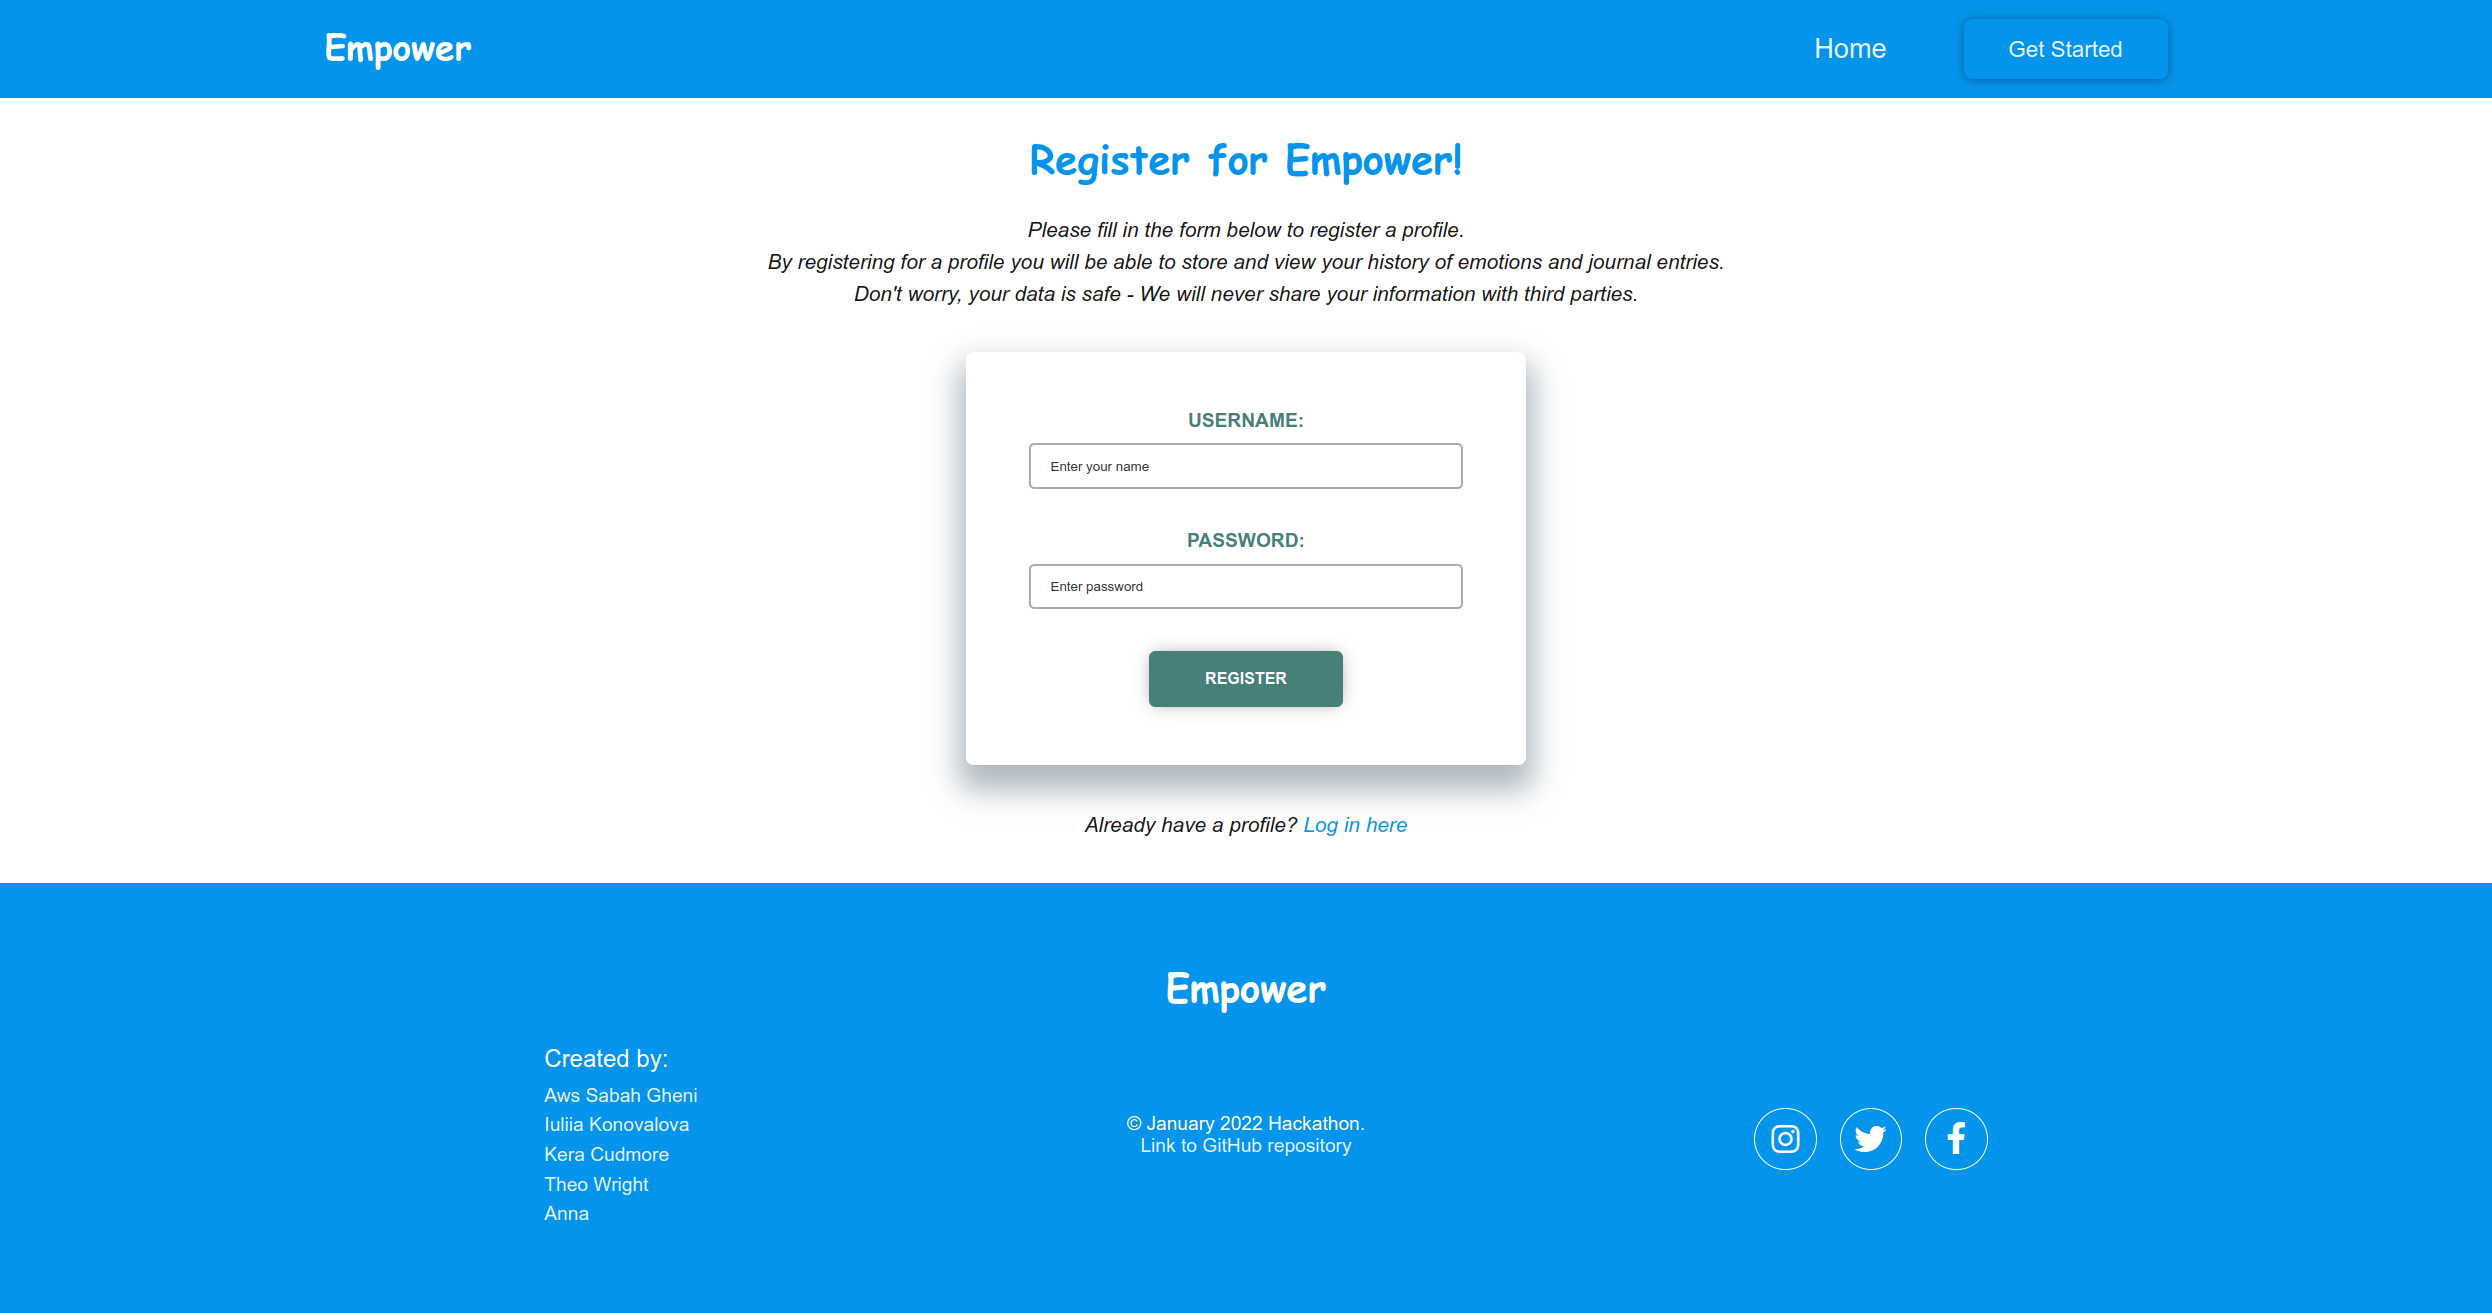 Empower
Home
Get Started
Register for Empower!
Please fill in the form below to register a profile.
By registering for a profile you will be able to store and view your history of emotions and journal entries.
Don't worry, your data is safe - We will never share your information with third parties.
USERNAME:
Enter your name
PASSWORD:
Enter password
REGISTER
Already have a profile? Log in here
Empower
Created by:
Aws Sabah Gheni
Iuliia Konovalova
Kera Cudmore
Theo Wright
Anna
© January 2022 Hackathon.
Link to GitHub repository